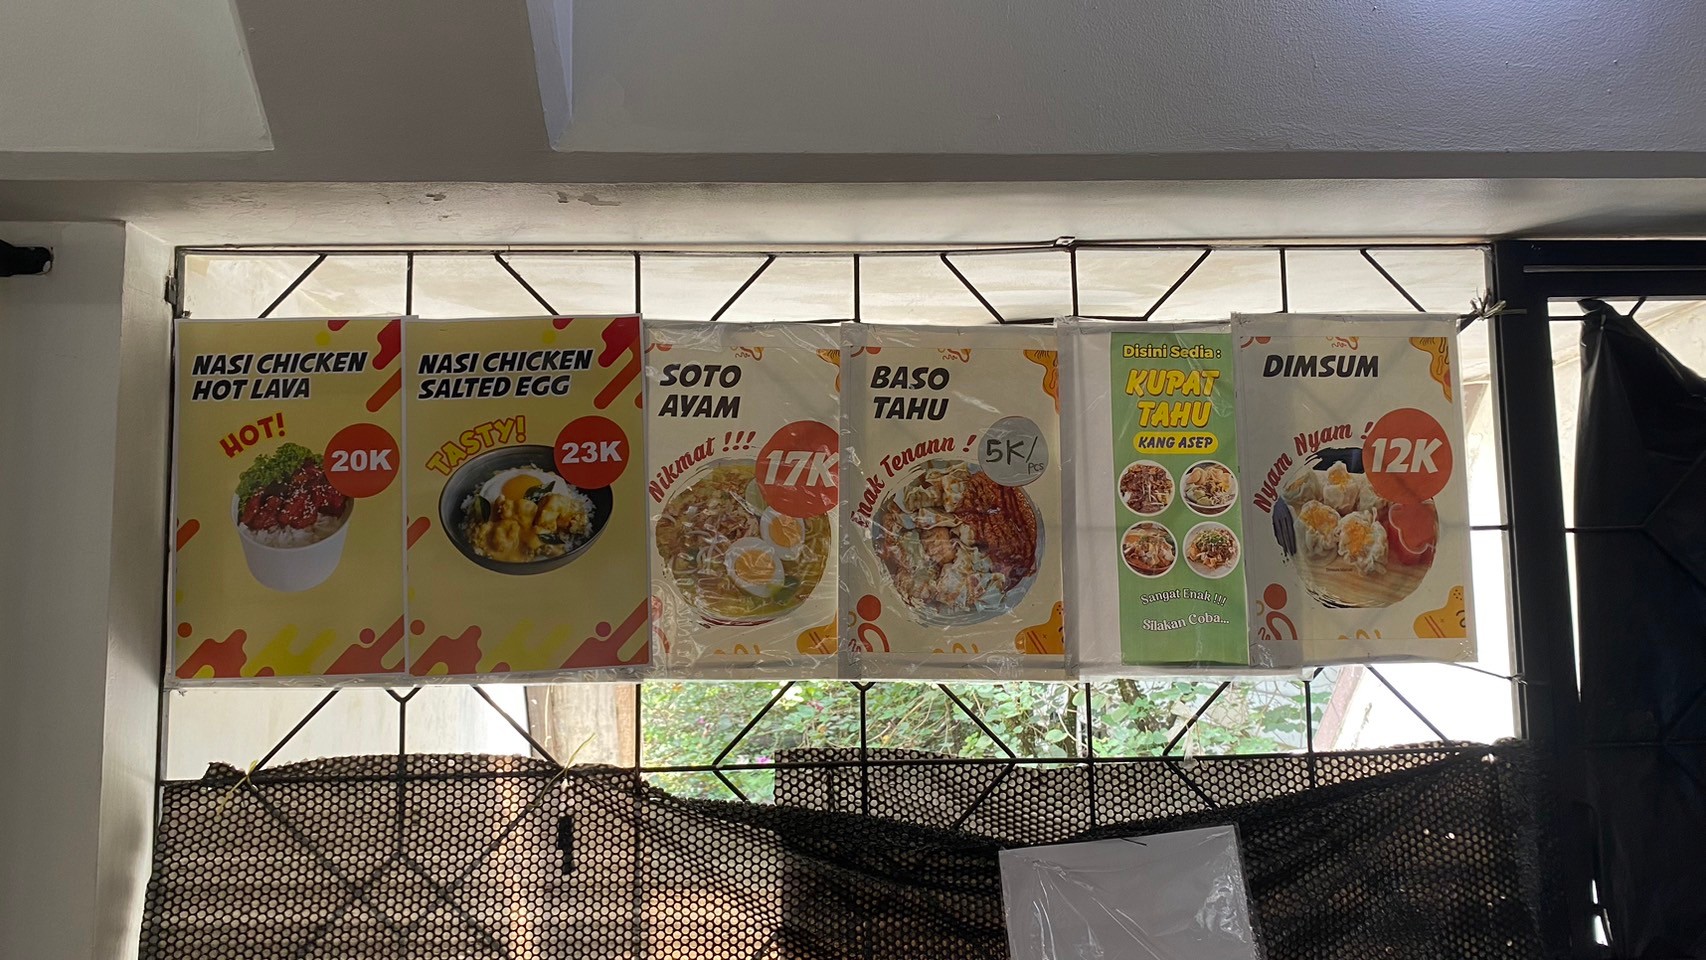 NASI CHICKEN
HOT LAVA
HOT!
20K
NASI CHICKEN
SALTED EGG
TASTY!
23K
SOTO
AYAM
Nikmat !!!
17K
BASO
TAHU
Enak Tenann !
5K/
pcs
Disini Sedia :
KUPAT
TAHU
KANG ASEP
Sangat Enak !!!
Silakan Coba...
DIMSUM
Nyam Nyam !
12K